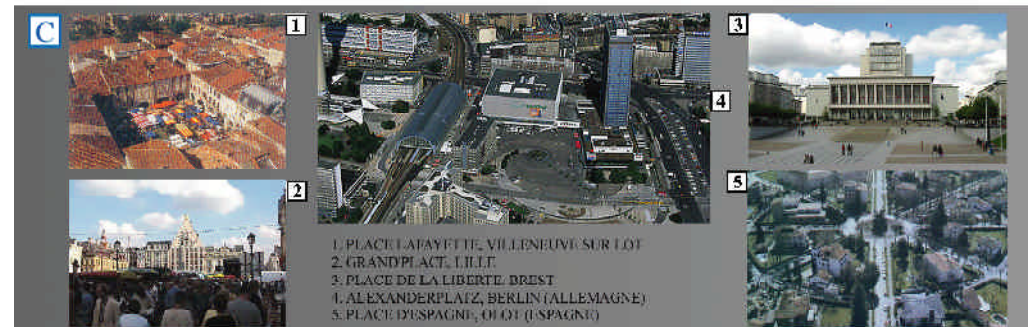 C
1
3
4
2
5
1. PLACE LAFAYETTE, VILLENEUVE SUR LOT
2. GRAND'PLACE, LILLE
3. PLACE DE LA LIBERTE, BREST
4. ALEXANDERPLATZ, BERLIN (ALLEMAGNE)
5. PLACE D'ESPAGNE, OLOT (ESPAGNE)